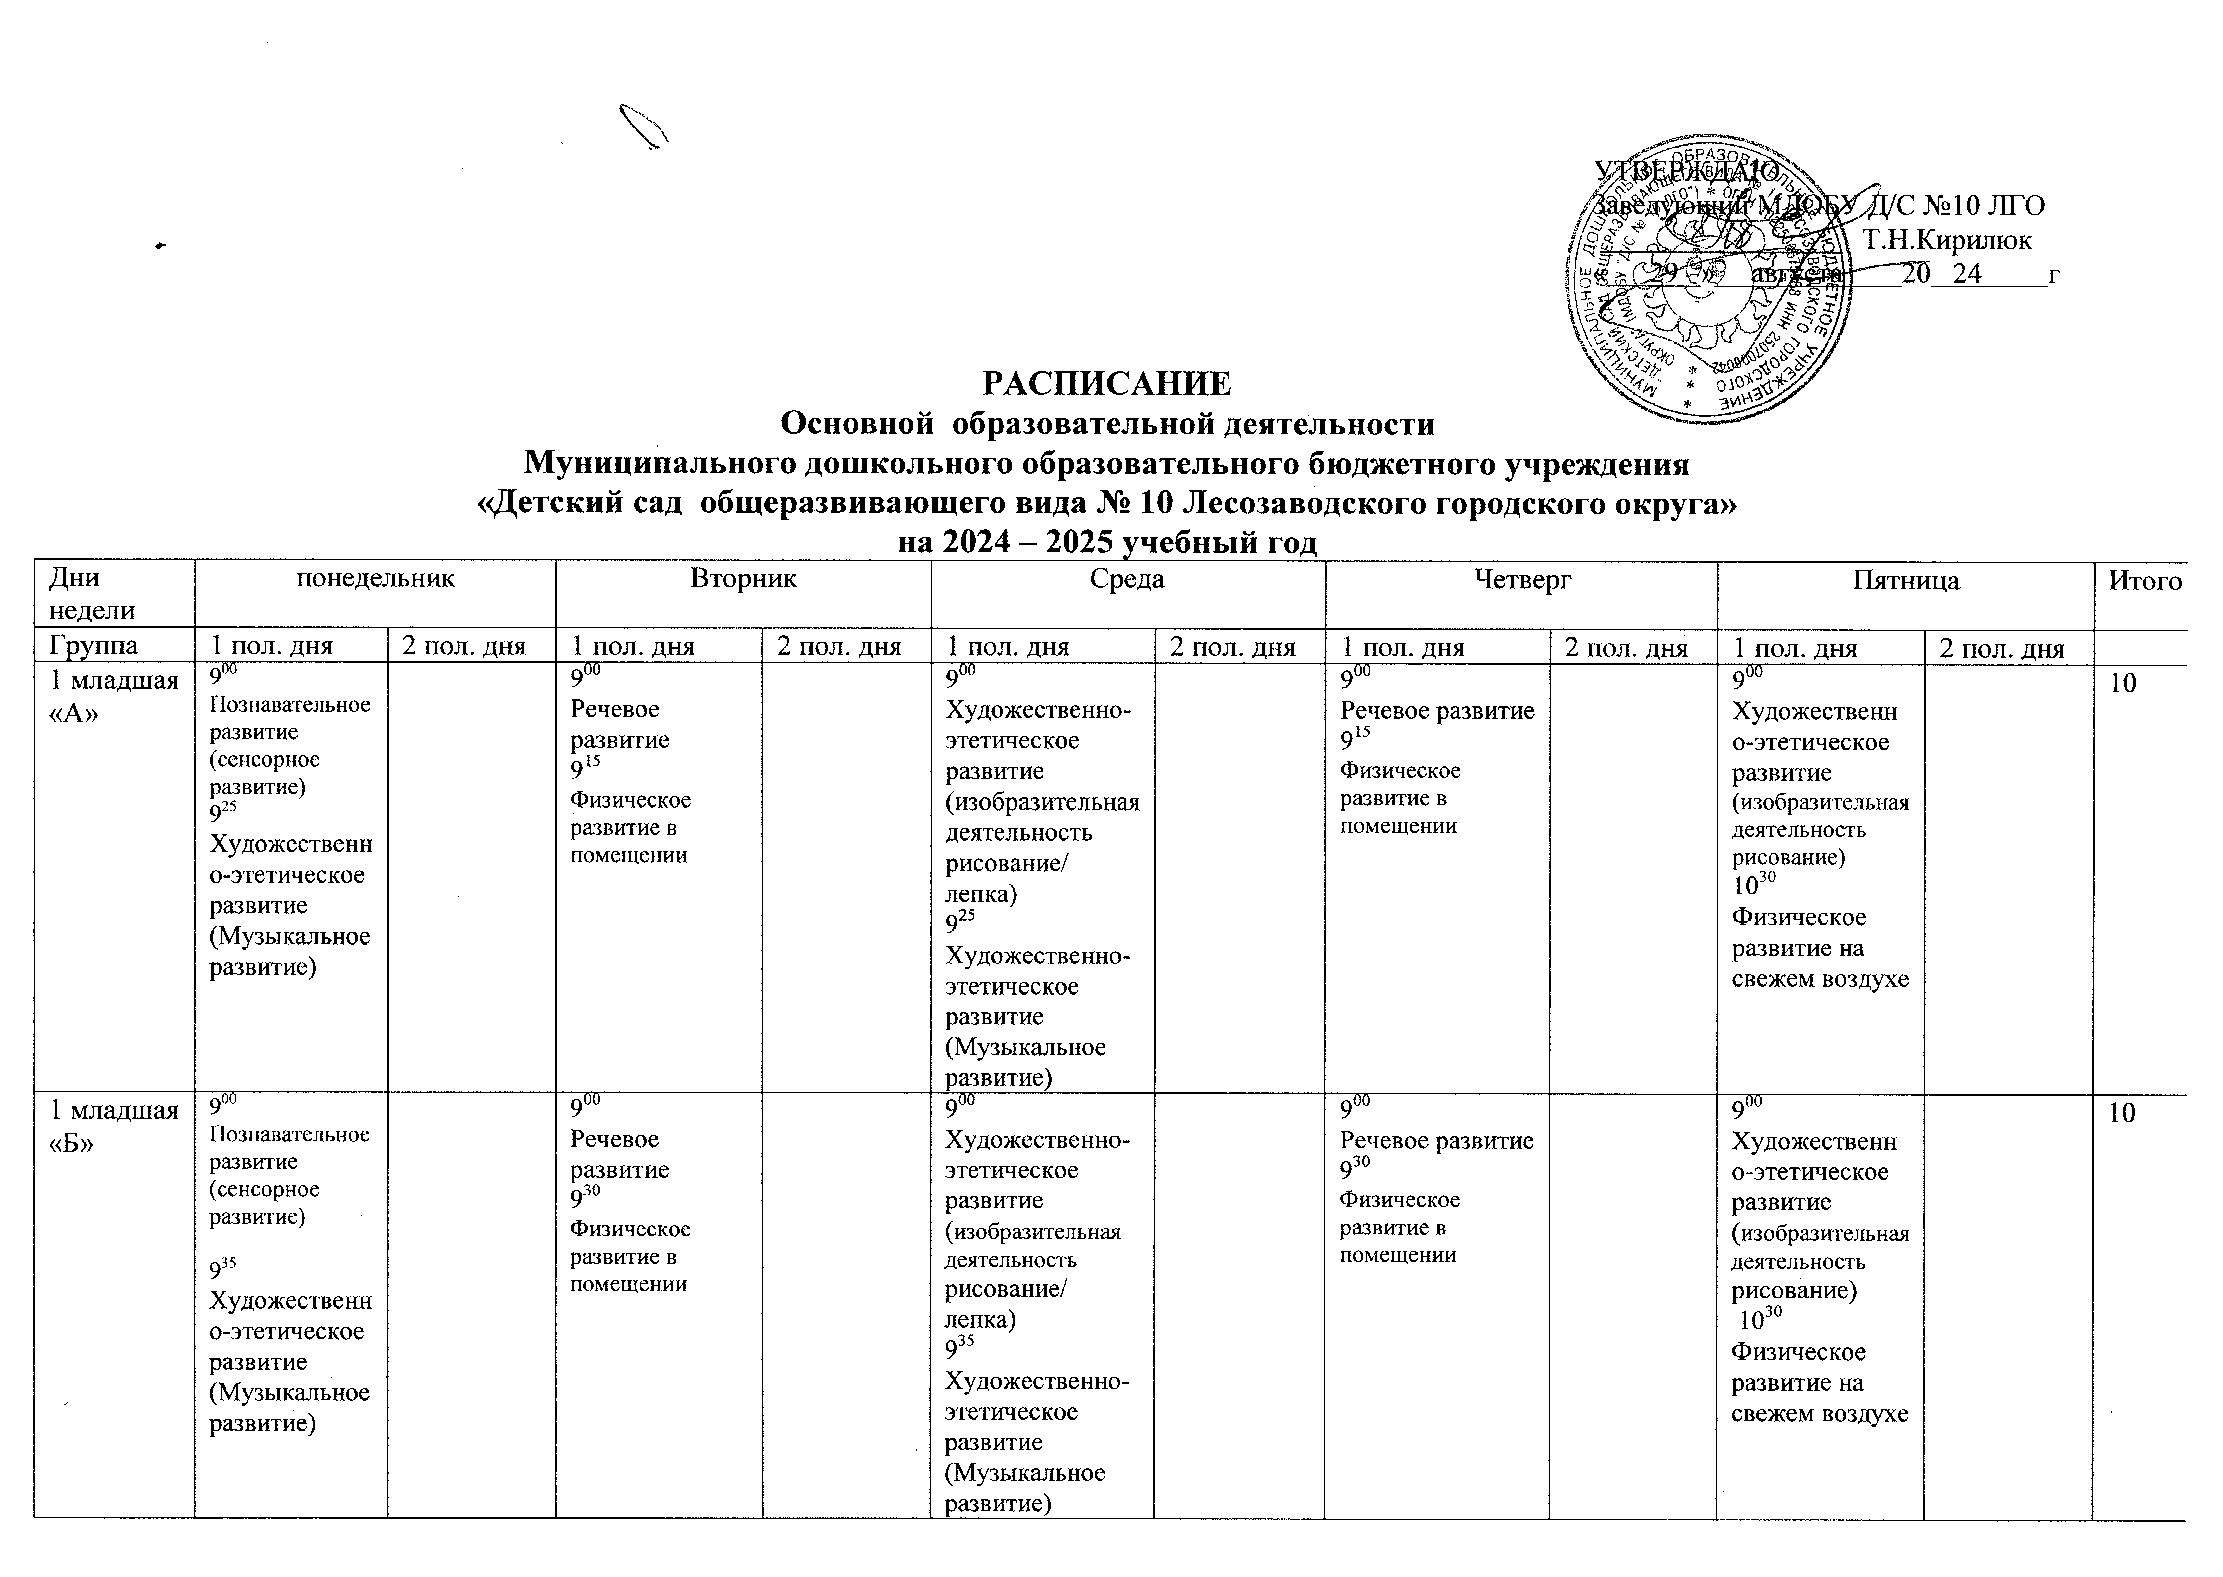 УТВЕРЖДАЮ
Заведующий МДОБУ Д/С №10 ЛГО
Т.Н.Кирилюк
« 29 » августа 20 24 г
РАСПИСАНИЕ
Основной образовательной деятельности
Муниципального дошкольного образовательного бюджетного учреждения
«Детский сад общеразвивающего вида № 10 Лесозаводского городского округа»
на 2024 – 2025 учебный год
Дни
недели
понедельник
Вторник
Среда
Четверг
Пятница
Итого
Группа
1 пол. дня
2 пол. дня
1 пол. дня
2 пол. дня
1 пол. дня
2 пол. дня
1 пол. дня
2 пол. дня
1 пол. дня
2 пол. дня
1 младшая
«А»
9⁰⁰
Познавательное
развитие
(сенсорное
развитие)
9²⁵
Художественн
о-этетическое
развитие
(Музыкальное
развитие)
9⁰⁰
Речевое
развитие
9¹⁵
Физическое
развитие в
помещении
9⁰⁰
Художественно-
этетическое
развитие
(изобразительная
деятельность
рисование/
лепка)
9²⁵
Художественно-
этетическое
развитие
(Музыкальное
развитие)
9⁰⁰
Речевое развитие
9¹⁵
Физическое
развитие в
помещении
9⁰⁰
Художественн
о-этетическое
развитие
(изобразительная
деятельность
рисование)
10³⁰
Физическое
развитие на
свежем воздухе
10
1 младшая
«Б»
9⁰⁰
Познавательное
развитие
(сенсорное
развитие)
9³⁵
Художественн
о-этетическое
развитие
(Музыкальное
развитие)
9⁰⁰
Речевое
развитие
9³⁰
Физическое
развитие в
помещении
9⁰⁰
Художественно-
этетическое
развитие
(изобразительная
деятельность
рисование/
лепка)
9³⁵
Художественно-
этетическое
развитие
(Музыкальное
развитие)
9⁰⁰
Речевое развитие
9³⁰
Физическое
развитие в
помещении
9⁰⁰
Художественн
о-этетическое
развитие
(изобразительная
деятельность
рисование)
10³⁰
Физическое
развитие на
свежем воздухе
10